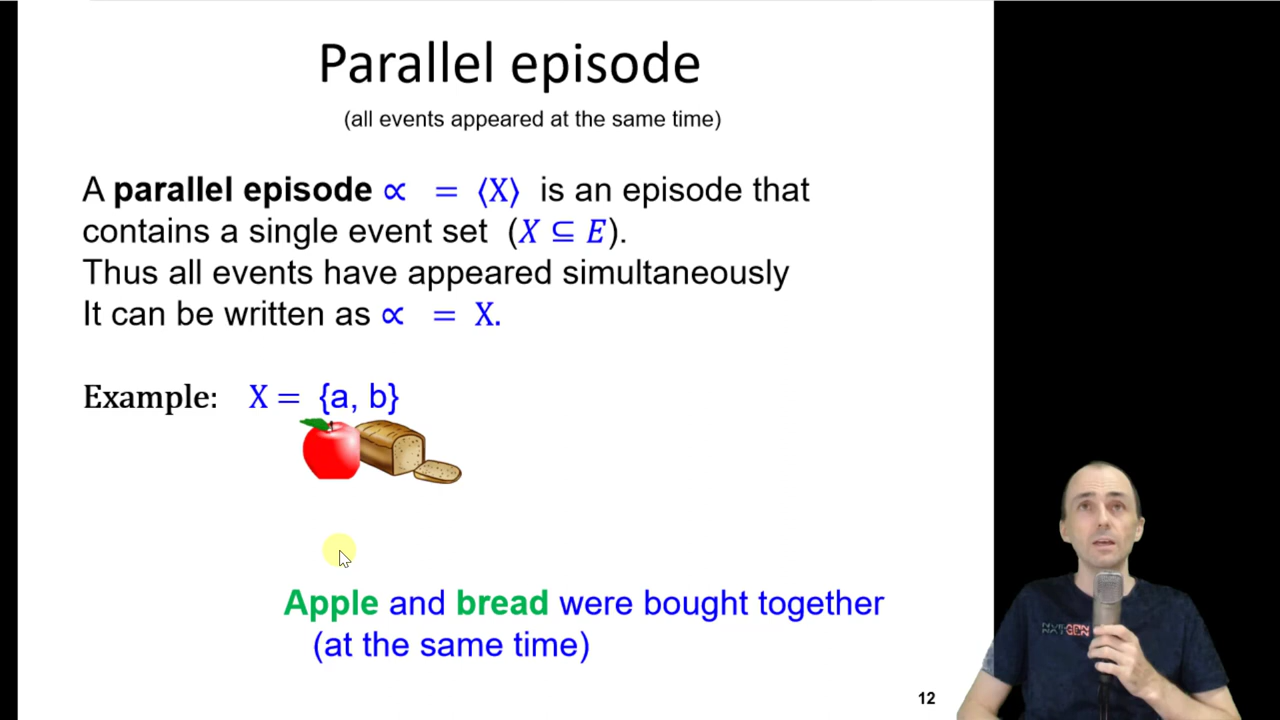 Parallel episode
(all events appeared at the same time)
A parallel episode ∝ = ⟨X⟩ is an episode that
contains a single event set (X ⊆ E).
Thus all events have appeared simultaneously
It can be written as ∝ = X.
Example: X = {a, b}
Apple and bread were bought together
(at the same time)
12